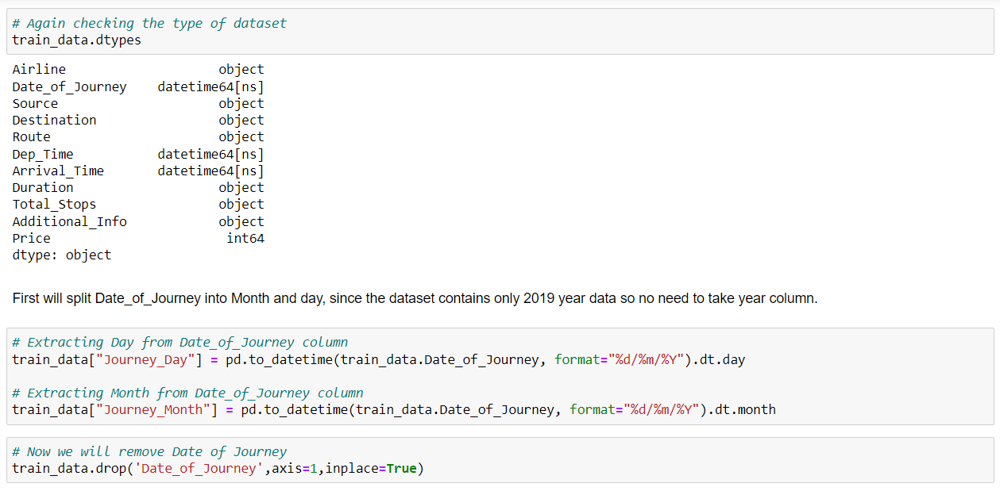 # Again checking the type of dataset
train_data.dtypes
Airline                    object
Date_of_Journey    datetime64[ns]
Source                     object
Destination                object
Route                      object
Dep_Time           datetime64[ns]
Arrival_Time       datetime64[ns]
Duration                   object
Total_Stops                object
Additional_Info            object
Price                       int64
dtype: object
First will split Date_of_Journey into Month and day, since the dataset contains only 2019 year data so no need to take year column.
# Extracting Day from Date_of_Journey column
train_data["Journey_Day"] = pd.to_datetime(train_data.Date_of_Journey, format="%d/%m/%Y").dt.day
# Extracting Month from Date_of_Journey column
train_data["Journey_Month"] = pd.to_datetime(train_data.Date_of_Journey, format="%d/%m/%Y").dt.month
# Now we will remove Date of Journey
train_data.drop('Date_of_Journey',axis=1,inplace=True)